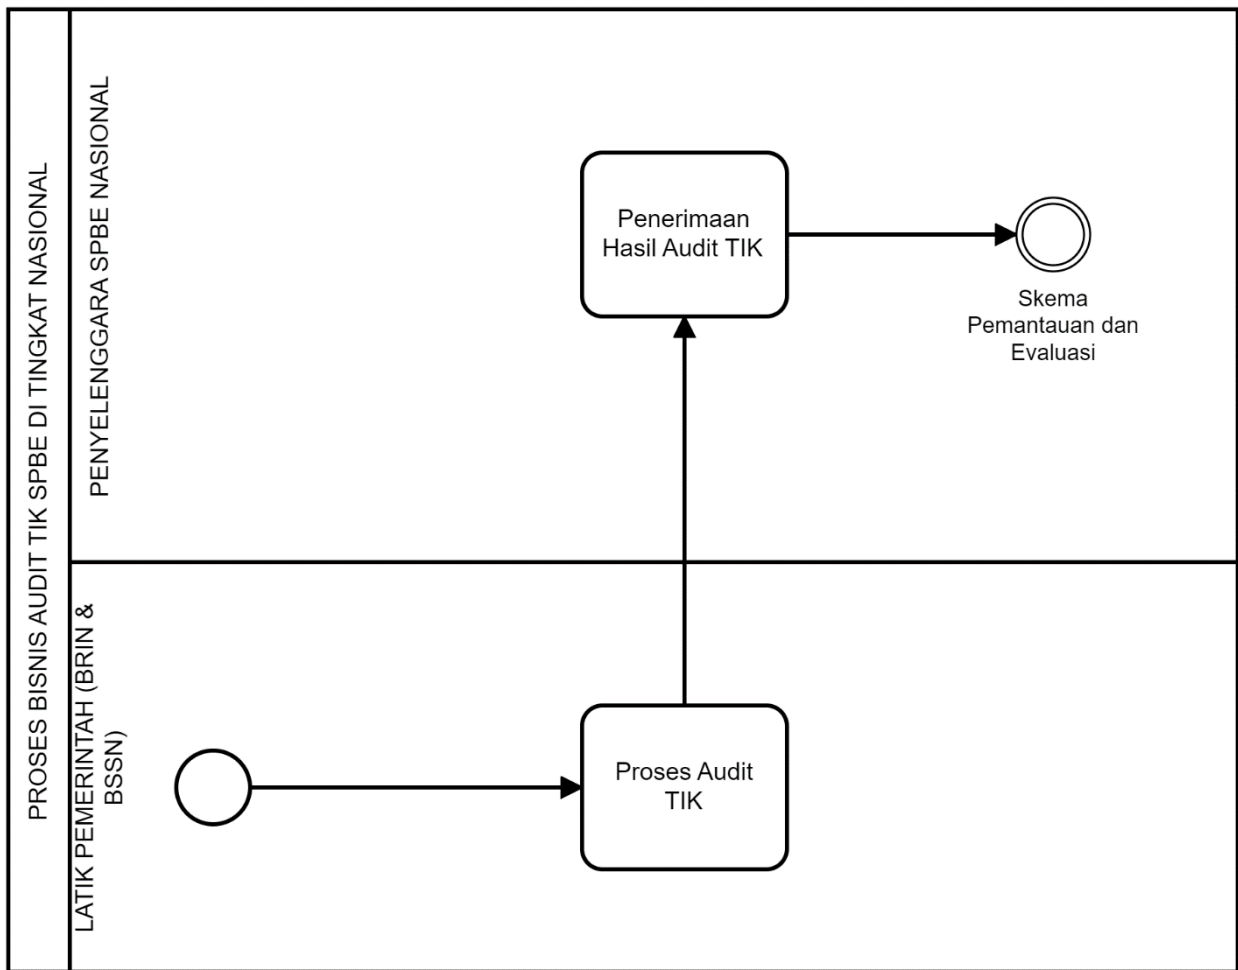 PROSES BISNIS AUDIT TIK SPBE DI TINGKAT NASIONAL
PENYELENGGARA SPBE NASIONAL
Penerimaan
Hasil Audit TIK
Skema
Pemantauan dan
Evaluasi
LATIK PEMERINTAH (BRIN &
BSSN)
Proses Audit
TIK